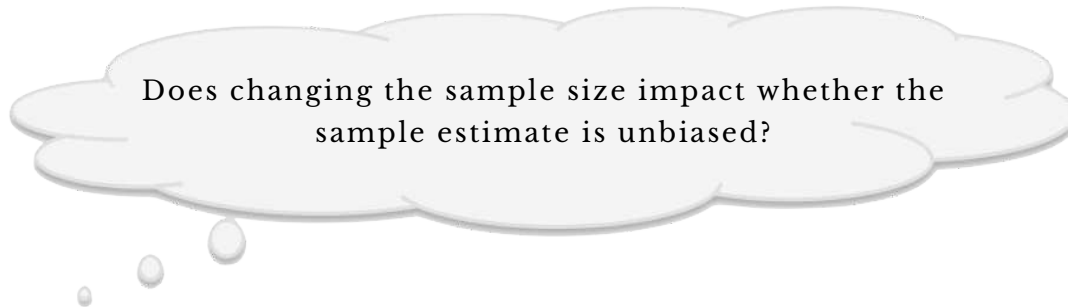 Does changing the sample size impact whether the
sample estimate is unbiased?